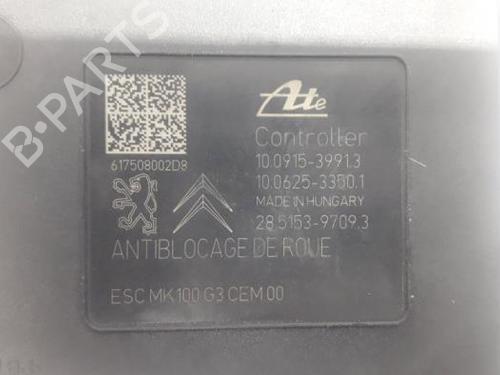 B-PARTS
Ate
Controller
617508002D8
10.0915-3991.3
10.0625-3350.1
MADE IN HUNGARY
28.5153-9709.3
ANTIBLOCAGE DE ROUE
ESC MK100 G3 CEM 00